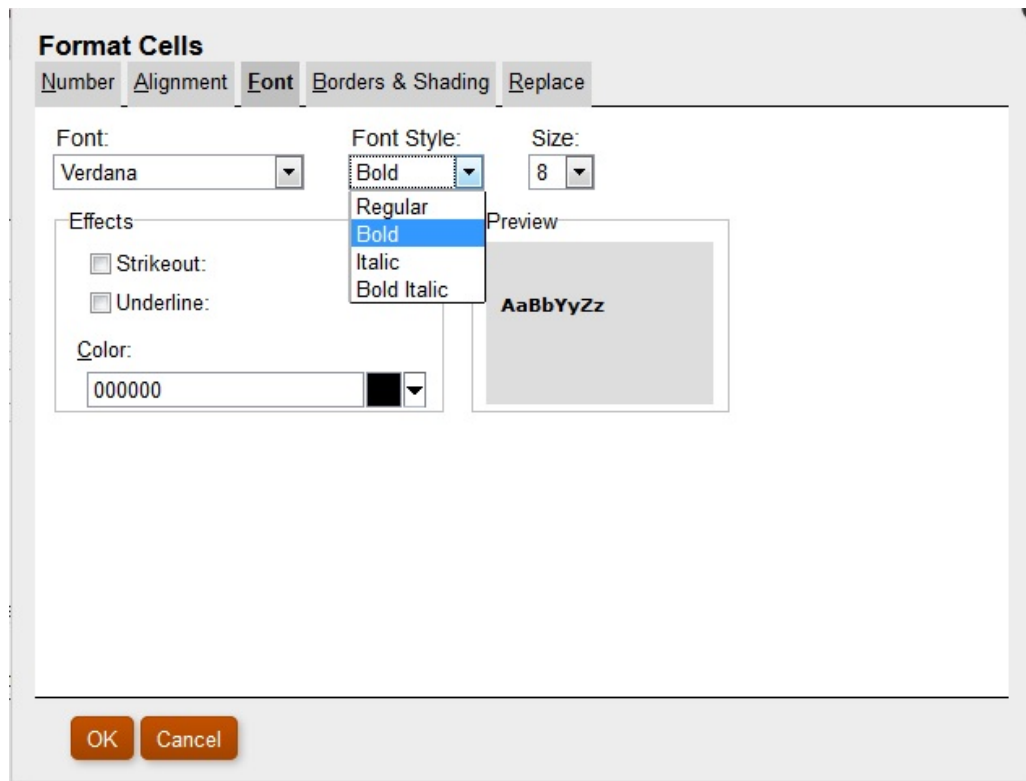 Format Cells
Number Alignment Font Borders & Shading Replace
Font: Font Style: Size:
Verdana Bold 8
Regular
Effects Preview
Bold
Strikeout: Italic
Bold Italic
Underline: AaBbYyZz
Color:
000000
OK Cancel